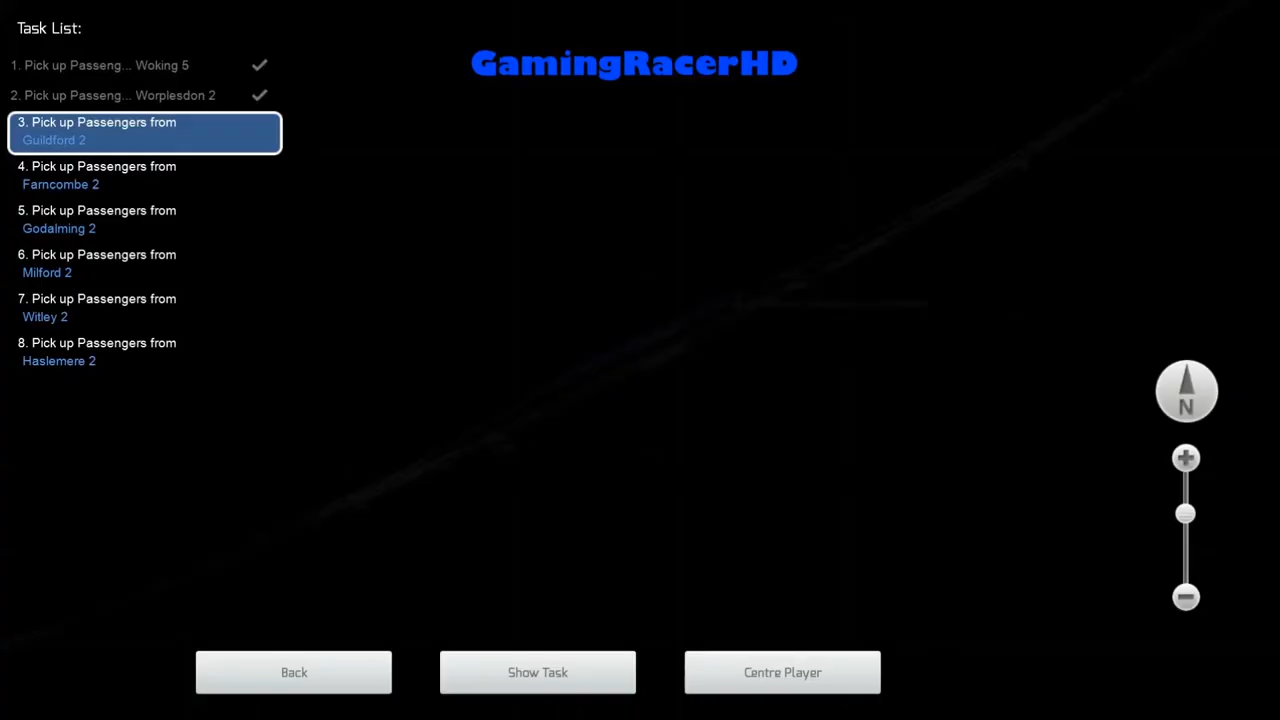 Task List:
GamingRacerHD
1. Pick up Passeng... Woking 5
2. Pick up Passeng... Worplesdon 2
3. Pick up Passengers from
Guildford 2
4. Pick up Passengers from
Farncombe 2
5. Pick up Passengers from
Godalming 2
6. Pick up Passengers from
Milford 2
7. Pick up Passengers from
Witley 2
8. Pick up Passengers from
Haslemere 2
N
Back
Show Task
Centre Player